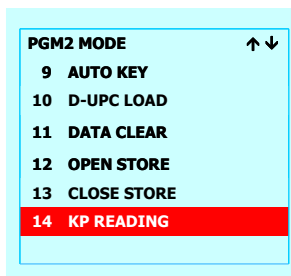 PGM2 MODE ↑↓
9 AUTO KEY
10 D-UPC LOAD
11 DATA CLEAR
12 OPEN STORE
13 CLOSE STORE
14 KP READING